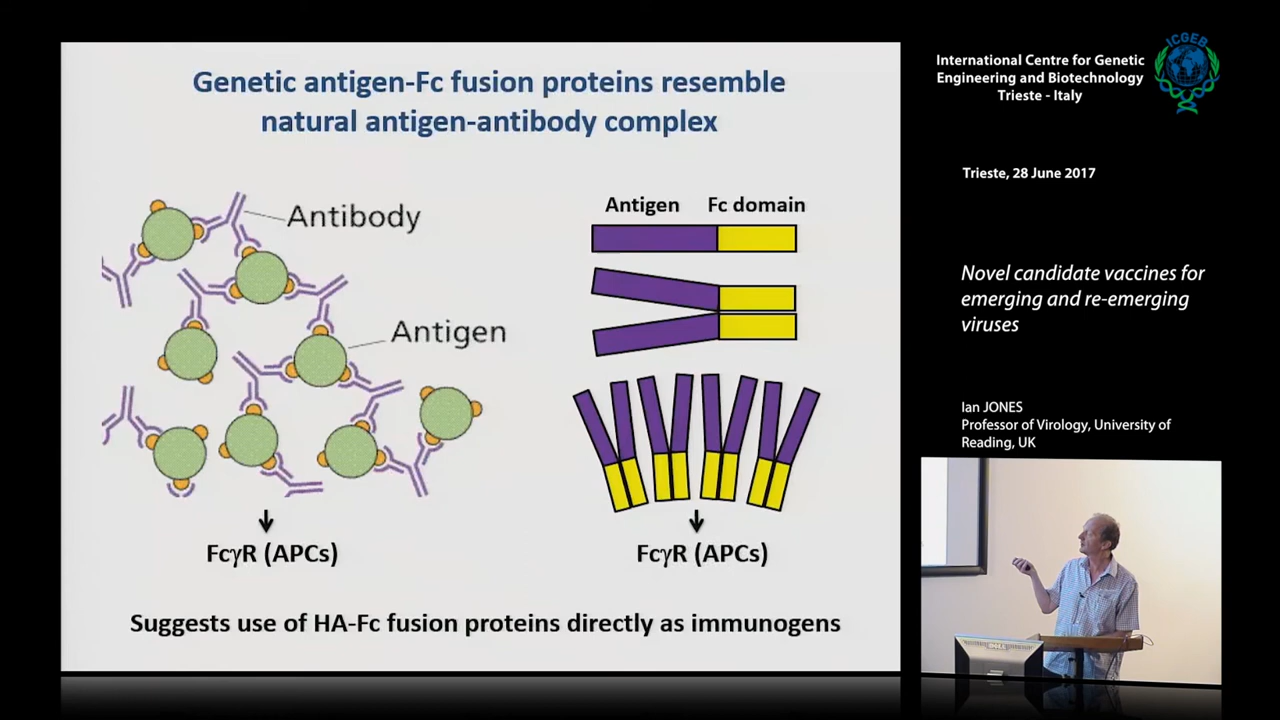 Genetic antigen-Fc fusion proteins resemble
natural antigen-antibody complex
Antibody
Antigen
FcγR (APCs)
Antigen Fc domain
FcγR (APCs)
Suggests use of HA-Fc fusion proteins directly as immunogens
International Centre for Genetic
Engineering and Biotechnology
Trieste - Italy
ICGEB
Trieste, 28 June 2017
Novel candidate vaccines for
emerging and re-emerging
viruses
Ian JONES
Professor of Virology, University of
Reading, UK